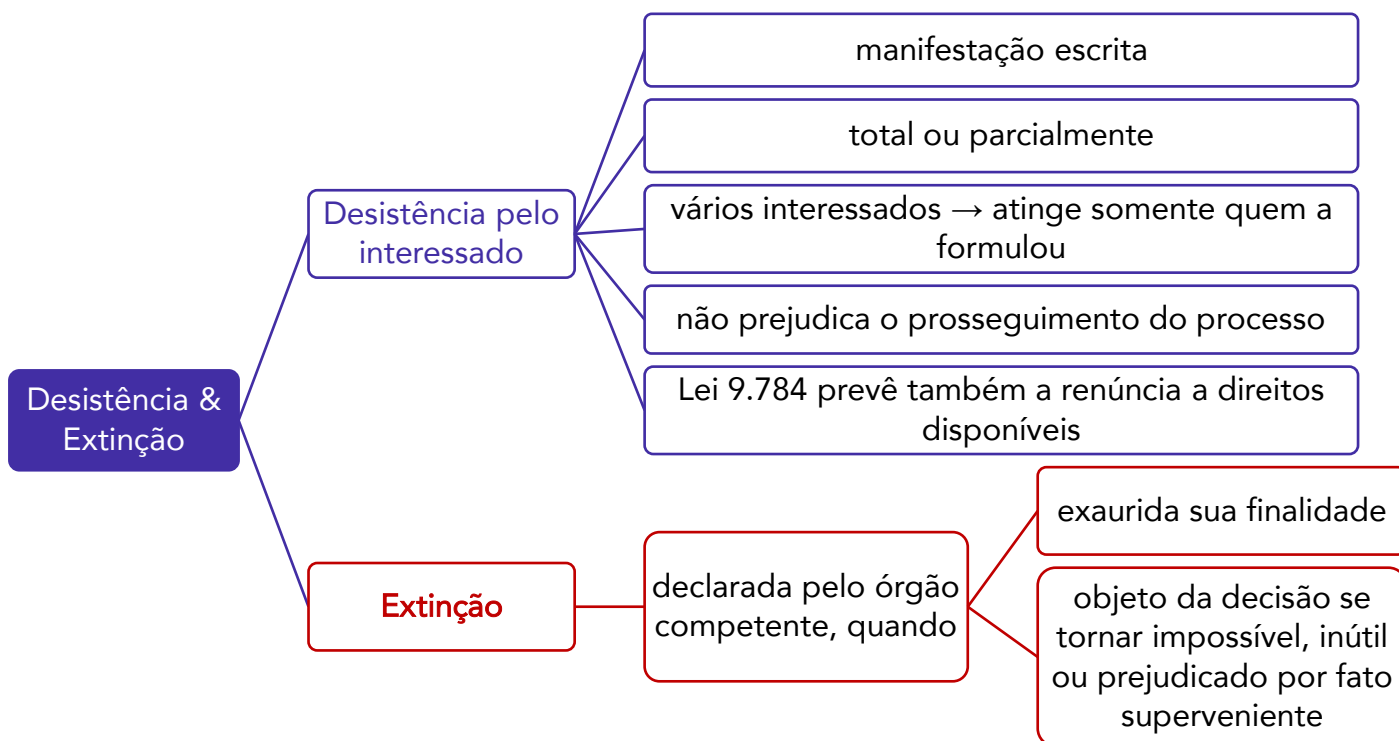 Desistência &
Extinção
Desistência pelo
interessado
manifestação escrita
total ou parcialmente
vários interessados → atinge somente quem a
formulou
não prejudica o prosseguimento do processo
Lei 9.784 prevê também a renúncia a direitos
disponíveis
Extinção
declarada pelo órgão
competente, quando
exaurida sua finalidade
objeto da decisão se
tornar impossível, inútil
ou prejudicado por fato
superveniente